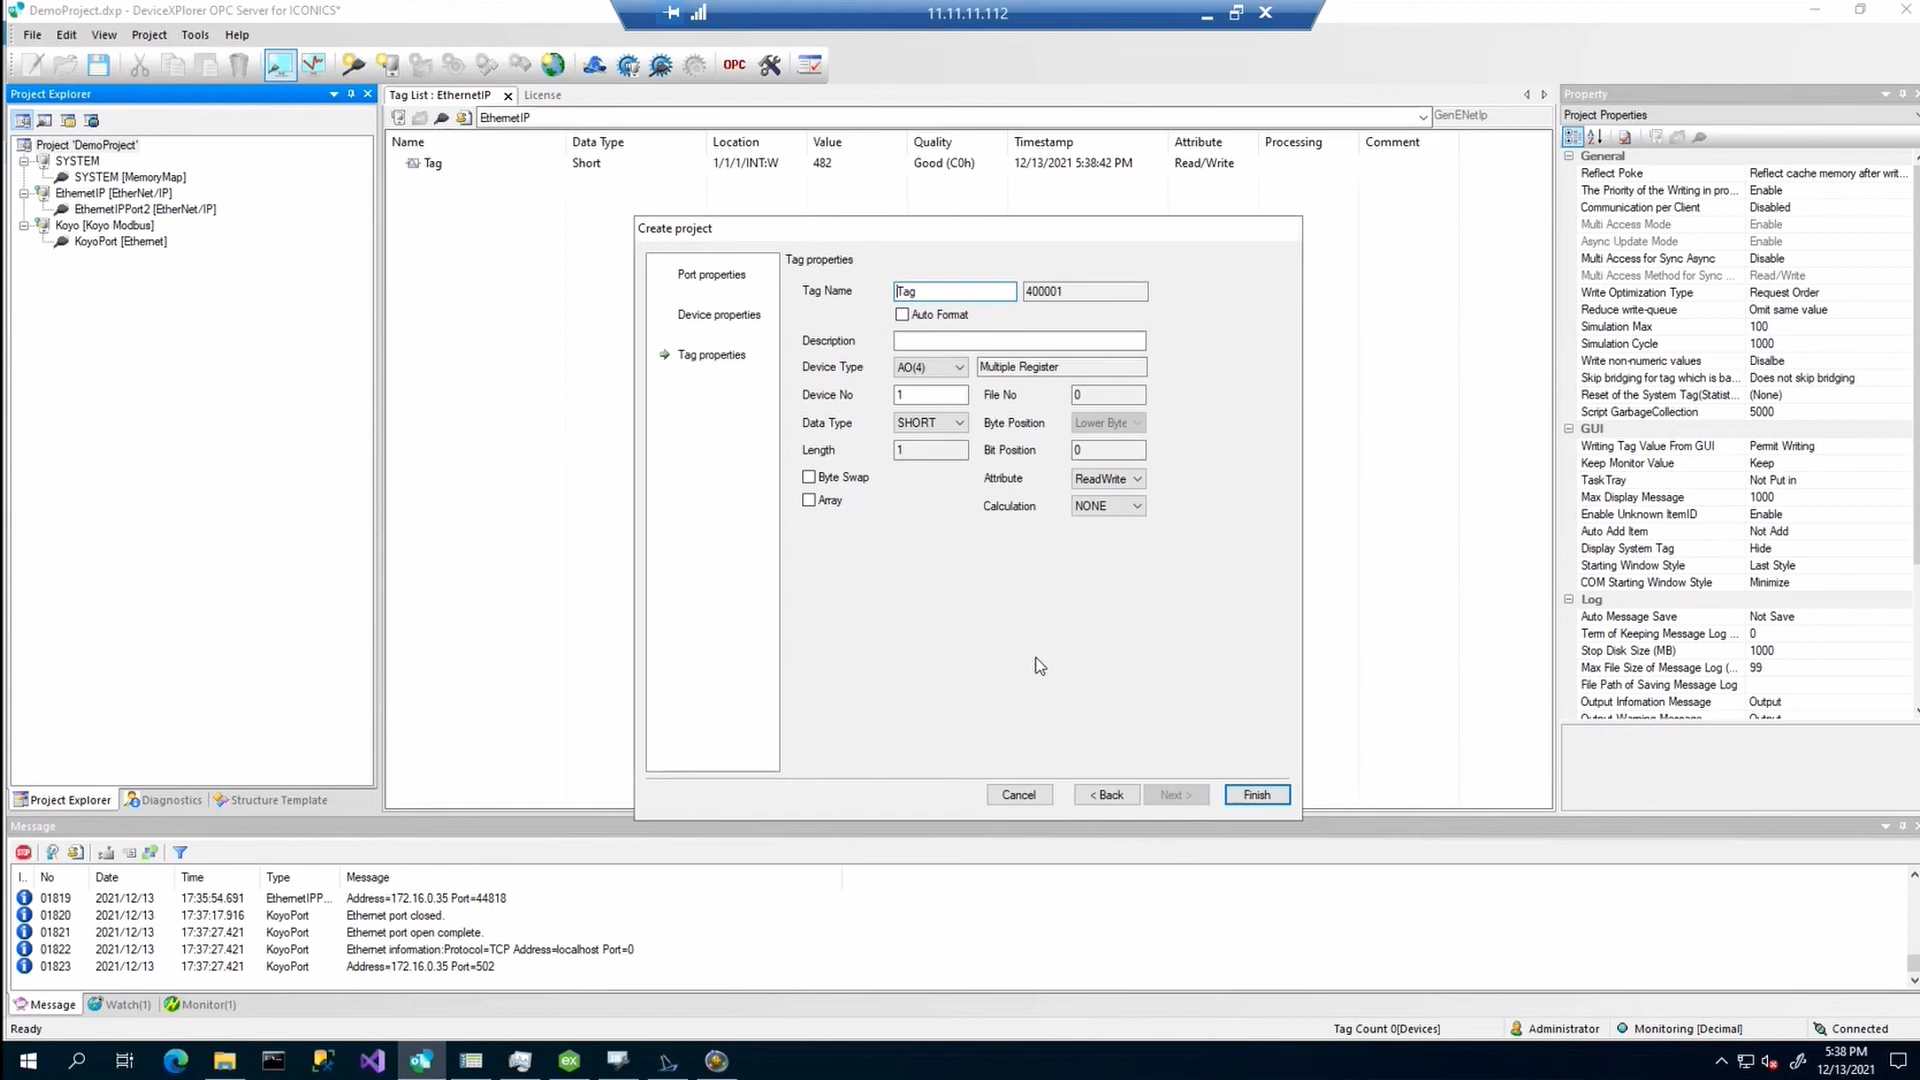 DemoProject.dxp - DeviceXPlorer OPC Server for ICONICS*
11.11.11.112
File Edit View Project Tools Help
OPC
Project Explorer
Project 'DemoProject'
SYSTEM
SYSTEM [MemoryMap]
EthernetIP [EtherNet/IP]
EthernetIPPort2 [EtherNet/IP]
Koyo [Koyo Modbus]
KoyoPort [Ethernet]
Project Explorer Diagnostics Structure Template
Tag List : EthernetIP License
EthernetIP GenENetIp
Name Data Type Location Value Quality Timestamp Attribute Processing Comment
Tag Short 1/1/1/INT:W 482 Good (C0h) 12/13/2021 5:38:42 PM Read/Write
Create project
Port properties
Device properties
Tag properties
Tag properties
Tag Name Tag 400001
Auto Format
Description
Device Type AO(4) Multiple Register
Device No 1 File No 0
Data Type SHORT Byte Position Lower Byte
Length 1 Bit Position 0
Byte Swap Attribute ReadWrite
Array
Calculation NONE
Cancel < Back Next > Finish
Property
Project Properties
General
Reflect Poke Reflect cache memory after writ...
The Priority of the Writing in pro... Enable
Communication per Client Disabled
Multi Access Mode Enable
Async Update Mode Enable
Multi Access for Sync Async Disable
Multi Access Method for Sync ... Read/Write
Write Optimization Type Request Order
Reduce write-queue Omit same value
Simulation Max 100
Simulation Cycle 1000
Write non-numeric values Disalbe
Skip bridging for tag which is ba... Does not skip bridging
Reset of the System Tag(Statist... (None)
Script GarbageCollection 5000
GUI
Writing Tag Value From GUI Permit Writing
Keep Monitor Value Keep
TaskTray Not Put in
Max Display Message 1000
Enable Unknown ItemID Enable
Auto Add Item Not Add
Display System Tag Hide
Starting Window Style Last Style
COM Starting Window Style Minimize
Log
Auto Message Save Not Save
Term of Keeping Message Log ... 0
Stop Disk Size (MB) 1000
Max File Size of Message Log (... 99
File Path of Saving Message Log
Output Infomation Message Output
Output Warning Message Output
Message
STOP
I.. No Date Time Type Message
01819 2021/12/13 17:35:54.691 EthernetIPP... Address=172.16.0.35 Port=44818
01820 2021/12/13 17:37:17.916 KoyoPort Ethernet port closed.
01821 2021/12/13 17:37:27.421 KoyoPort Ethernet port open complete.
01822 2021/12/13 17:37:27.421 KoyoPort Ethernet information:Protocol=TCP Address=localhost Port=0
01823 2021/12/13 17:37:27.421 KoyoPort Address=172.16.0.35 Port=502
Message Watch(1) Monitor(1)
Ready Tag Count 0[Devices] Administrator Monitoring [Decimal] Connected
ex
5:38 PM
12/13/2021